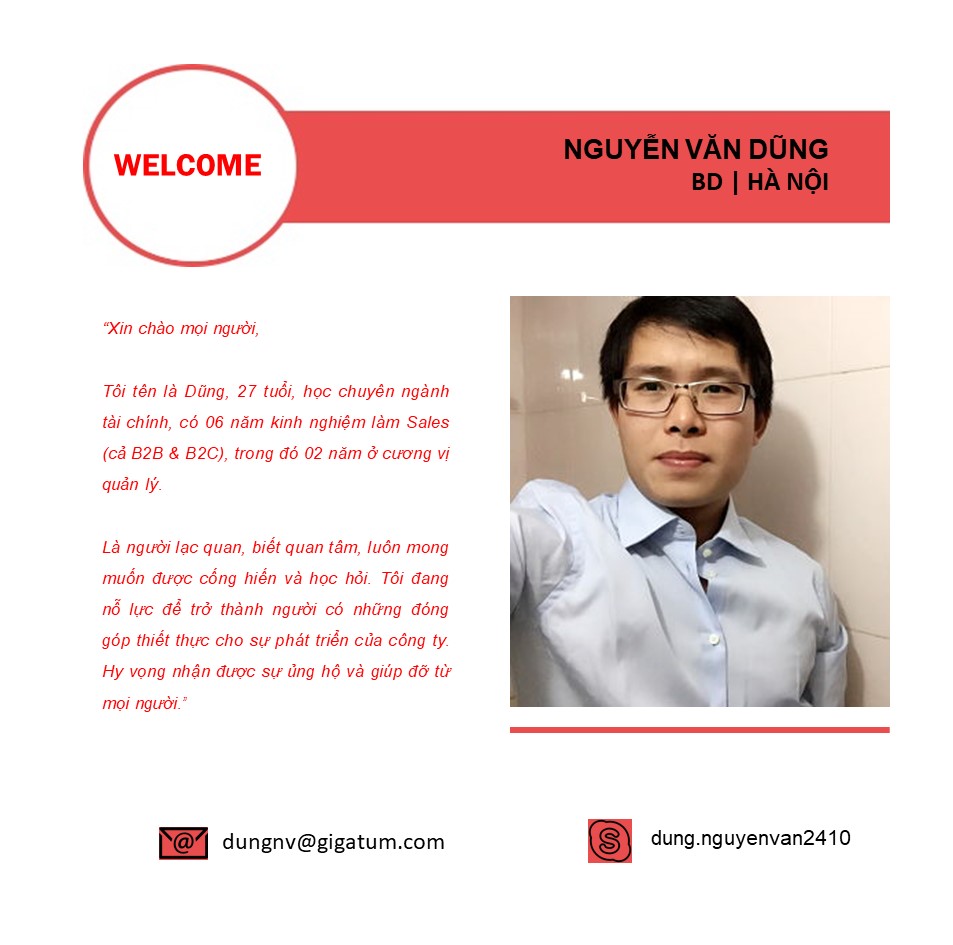 WELCOME
NGUYỄN VĂN DŨNG
BD | HÀ NỘI
“Xin chào mọi người,
Tôi tên là Dũng, 27 tuổi, học chuyên ngành
tài chính, có 06 năm kinh nghiệm làm Sales
(cả B2B & B2C), trong đó 02 năm ở cương vị
quản lý.
Là người lạc quan, biết quan tâm, luôn mong
muốn được cống hiến và học hỏi. Tôi đang
nỗ lực để trở thành người có những đóng
góp thiết thực cho sự phát triển của công ty.
Hy vọng nhận được sự ủng hộ và giúp đỡ từ
mọi người.”
dungnv@gigatum.com
dung.nguyenvan2410